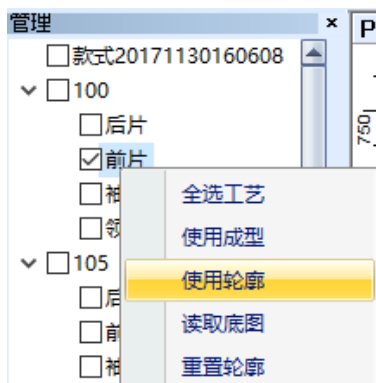 管理 × P
款式20171130160608
100
后片
前片
全选工艺
使用成型
使用轮廓
105
读取底图
重置轮廓
750